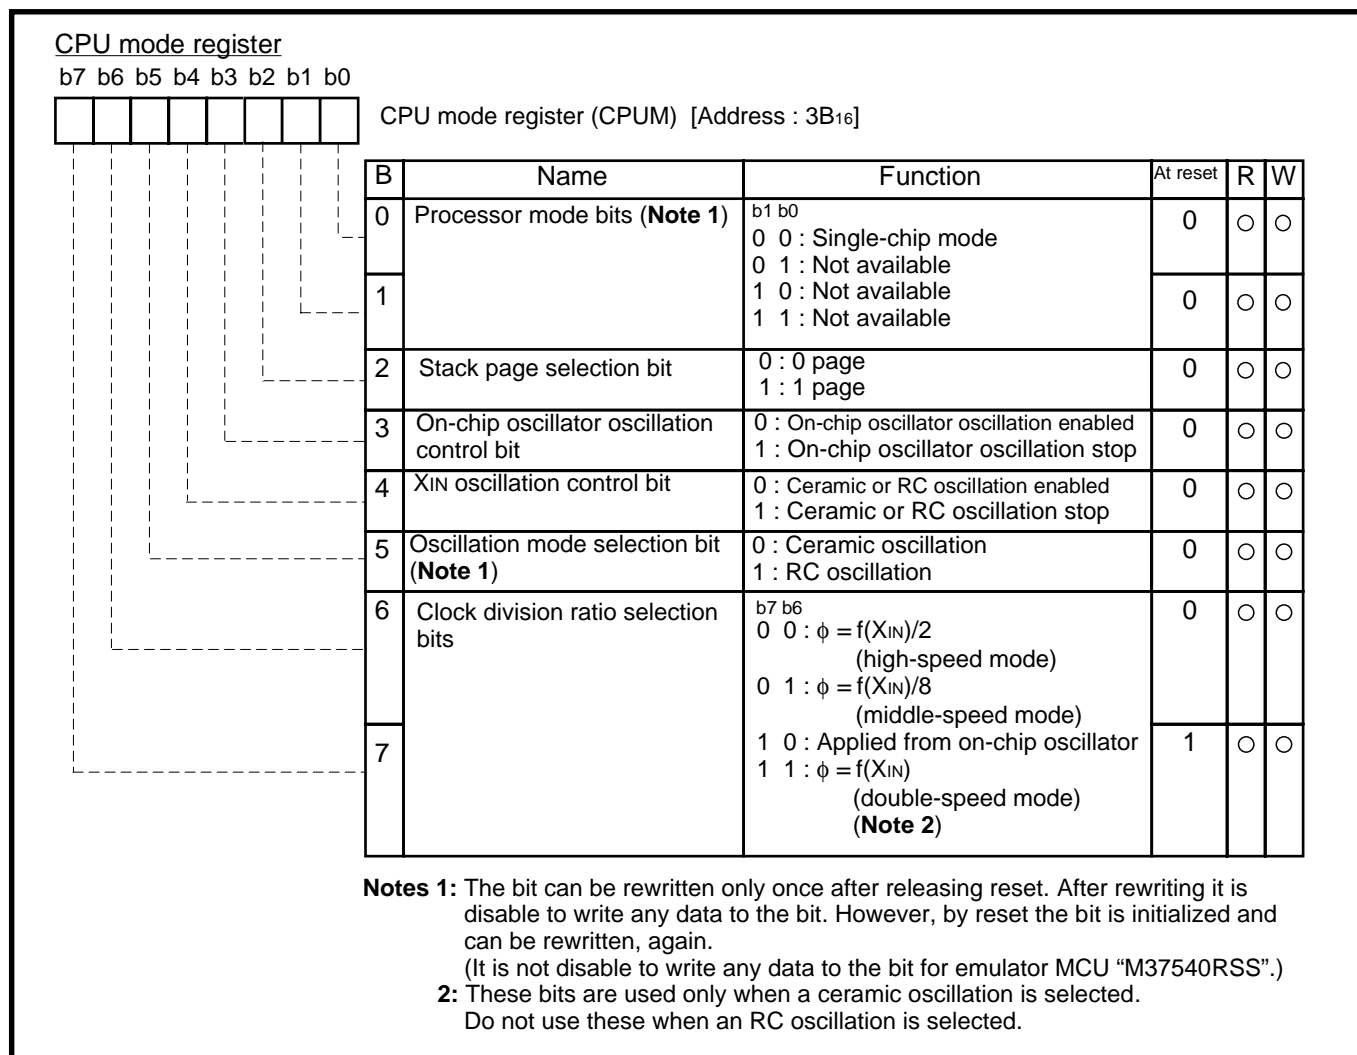 CPU mode register
b7 b6 b5 b4 b3 b2 b1 b0
CPU mode register (CPUM) [Address : 3B16]
B Name Function At reset R W
0 Processor mode bits (Note 1) b1 b0 0 ○ ○
0 0 : Single-chip mode
0 1 : Not available
1 1 0 : Not available 0 ○ ○
1 1 : Not available
2 Stack page selection bit 0 : 0 page 0 ○ ○
1 : 1 page
3 On-chip oscillator oscillation 0 : On-chip oscillator oscillation enabled 0 ○ ○
control bit 1 : On-chip oscillator oscillation stop
4 XIN oscillation control bit 0 : Ceramic or RC oscillation enabled 0 ○ ○
1 : Ceramic or RC oscillation stop
5 Oscillation mode selection bit 0 : Ceramic oscillation 0 ○ ○
(Note 1) 1 : RC oscillation
6 Clock division ratio selection b7 b6 0 ○ ○
bits 0 0 : ϕ = f(XIN)/2
(high-speed mode)
0 1 : ϕ = f(XIN)/8
(middle-speed mode)
7 1 0 : Applied from on-chip oscillator 1 ○ ○
1 1 : ϕ = f(XIN)
(double-speed mode)
(Note 2)
Notes 1: The bit can be rewritten only once after releasing reset. After rewriting it is
disable to write any data to the bit. However, by reset the bit is initialized and
can be rewritten, again.
(It is not disable to write any data to the bit for emulator MCU “M37540RSS”.)
2: These bits are used only when a ceramic oscillation is selected.
Do not use these when an RC oscillation is selected.